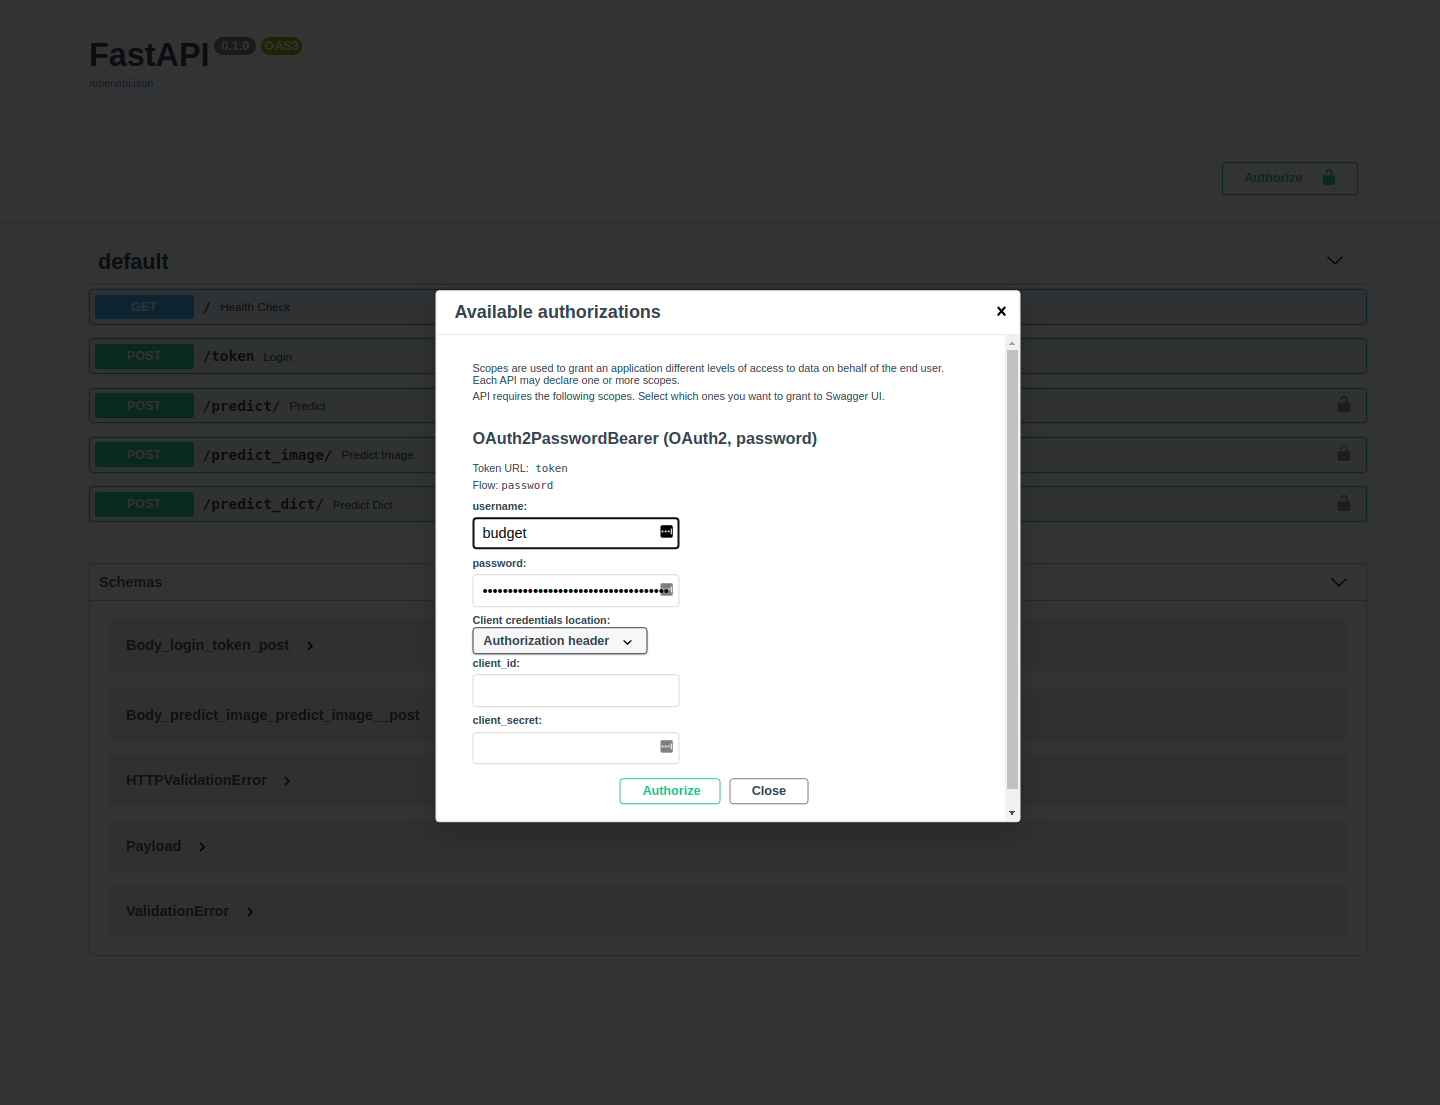 FastAPI 0.1.0 OAS3
/openapi.json
Authorize
default
GET / Health Check
POST /token Login
POST /predict/ Predict
POST /predict_image/ Predict Image
POST /predict_dict/ Predict Dict
Schemas
Body_login_token_post
Body_predict_image_predict_image__post
HTTPValidationError
Payload
ValidationError
Available authorizations
Scopes are used to grant an application different levels of access to data on behalf of the end user.
Each API may declare one or more scopes.
API requires the following scopes. Select which ones you want to grant to Swagger UI.
OAuth2PasswordBearer (OAuth2, password)
Token URL: token
Flow: password
username:
budget
password:
Client credentials location:
Authorization header
client_id:
client_secret:
Authorize Close